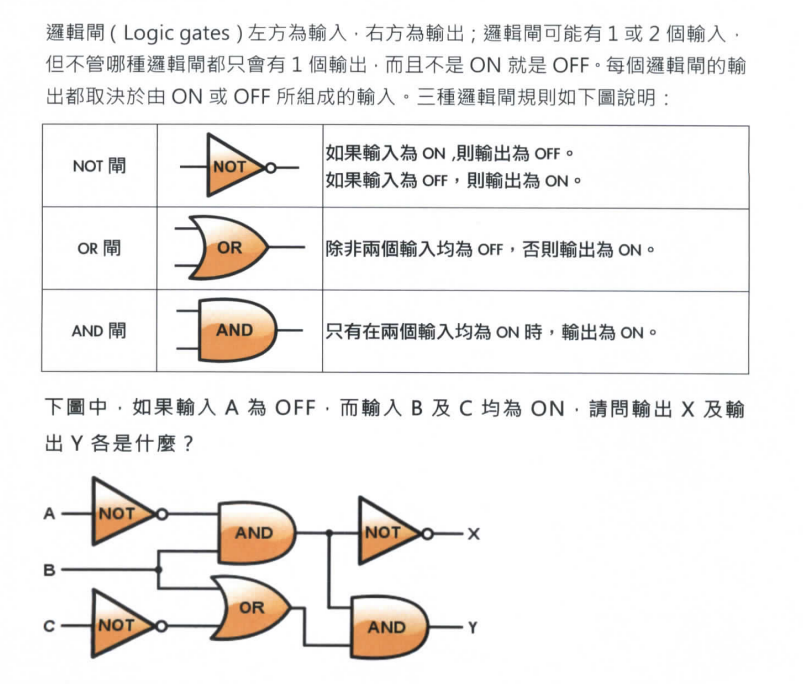 邏輯閘 ( Logic gates ) 左方為輸入，右方為輸出；邏輯閘可能有 1 或 2 個輸入，
但不管哪種邏輯閘都只會有 1 個輸出，而且不是 ON 就是 OFF。每個邏輯閘的輸
出都取決於由 ON 或 OFF 所組成的輸入。三種邏輯閘規則如下圖說明：
NOT 閘
NOT
如果輸入為 ON ,則輸出為 OFF。
如果輸入為 OFF，則輸出為 ON。
OR 閘
OR
除非兩個輸入均為 OFF，否則輸出為 ON。
AND 閘
AND
只有在兩個輸入均為 ON 時，輸出為 ON。
下圖中，如果輸入 A 為 OFF，而輸入 B 及 C 均為 ON，請問輸出 X 及輸
出 Y 各是什麼？
A
NOT
AND
NOT
X
B
OR
C
NOT
AND
Y